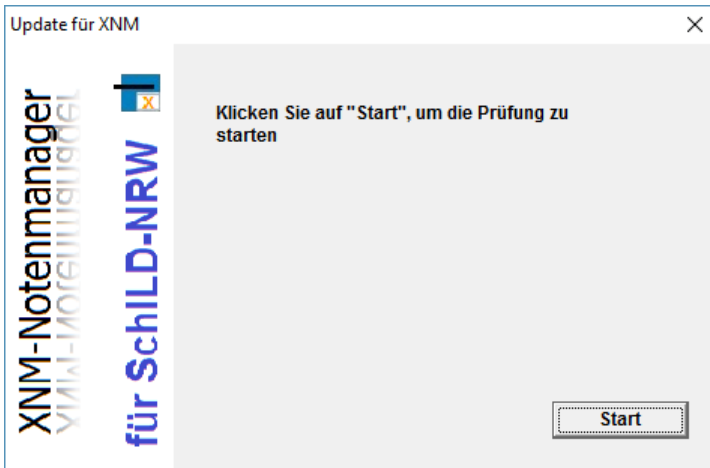 Update für XNM
XNM-Notenmanager
für SchILD-NRW
X
Klicken Sie auf "Start", um die Prüfung zu
starten
Start